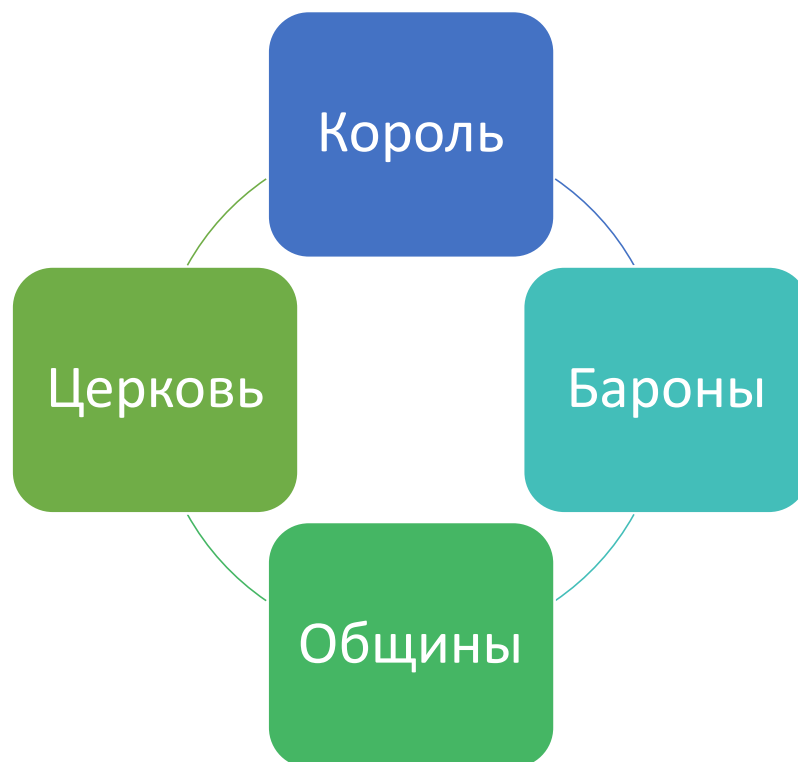 Король
Церковь
Бароны
Общины